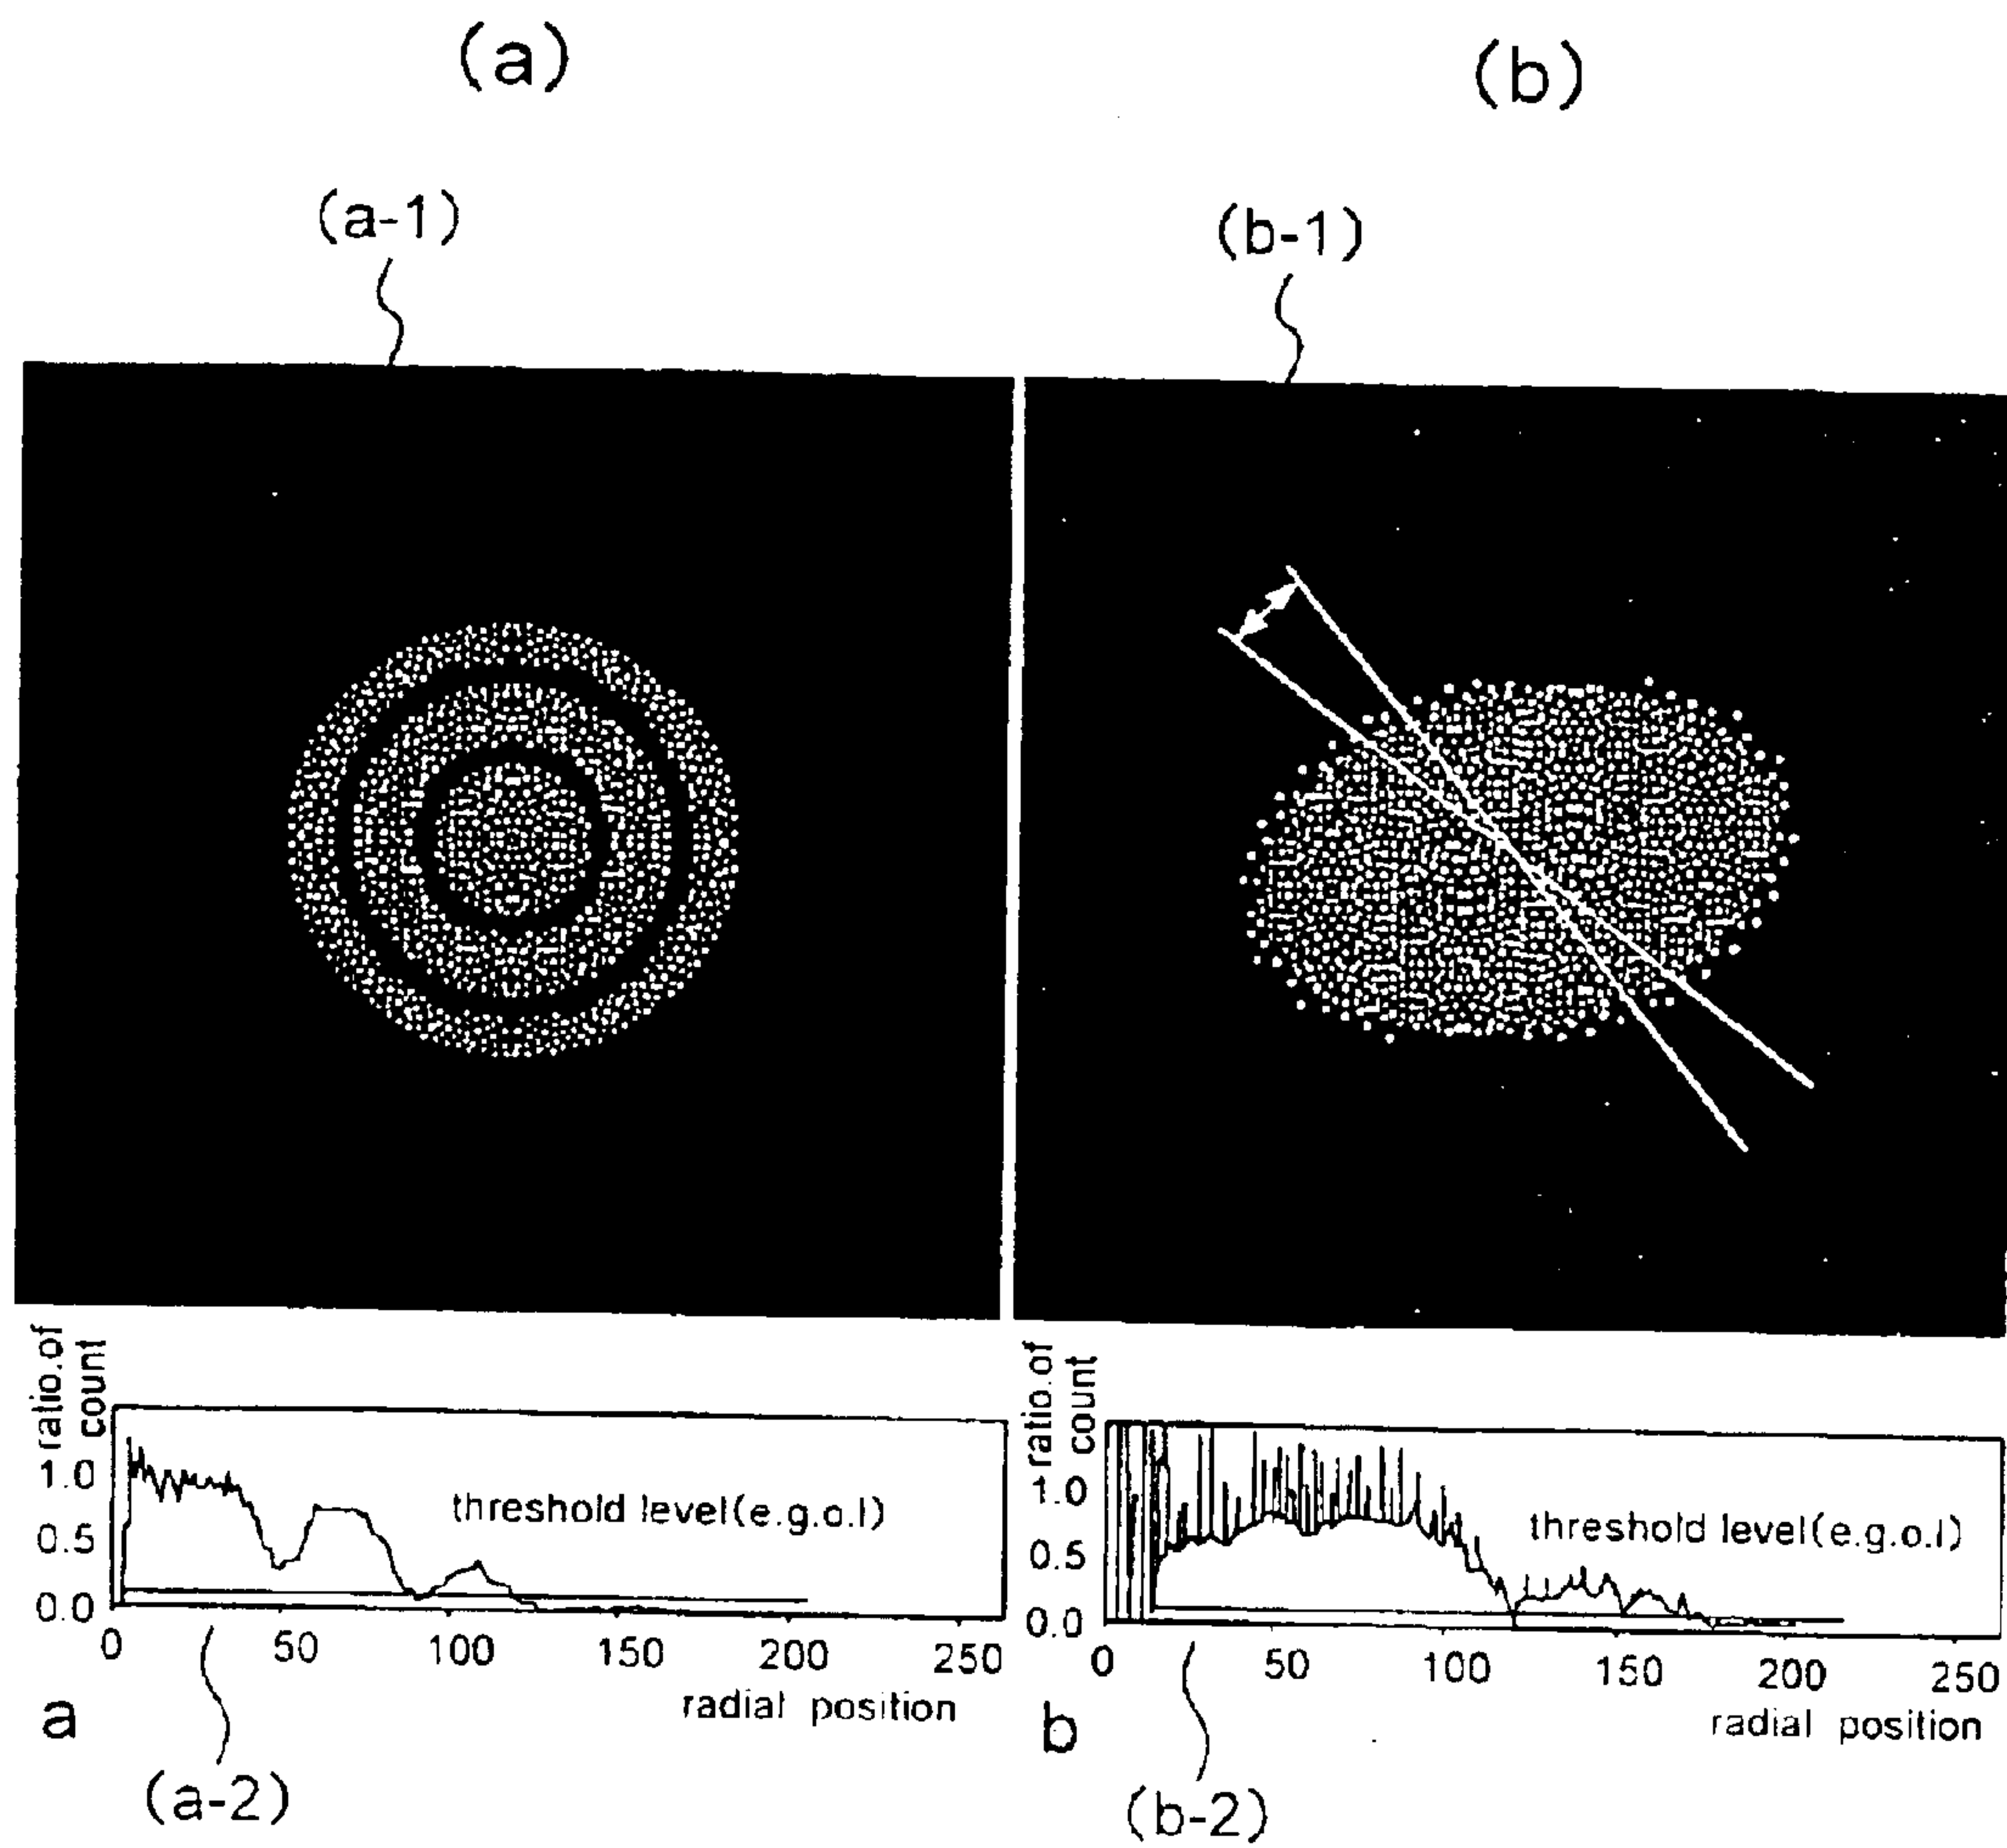 (a)
(b)
(a-1)
(b-1)
ratio.of
count
1.0
0.5
0.0
threshold level(e.g.o.l)
0 50 100 150 200 250
radial position
a
(a-2)
ratio.of
count
1.0
0.5
0.0
threshold level(e.g.o.l)
0 50 100 150 200 250
radial position
b
(b-2)